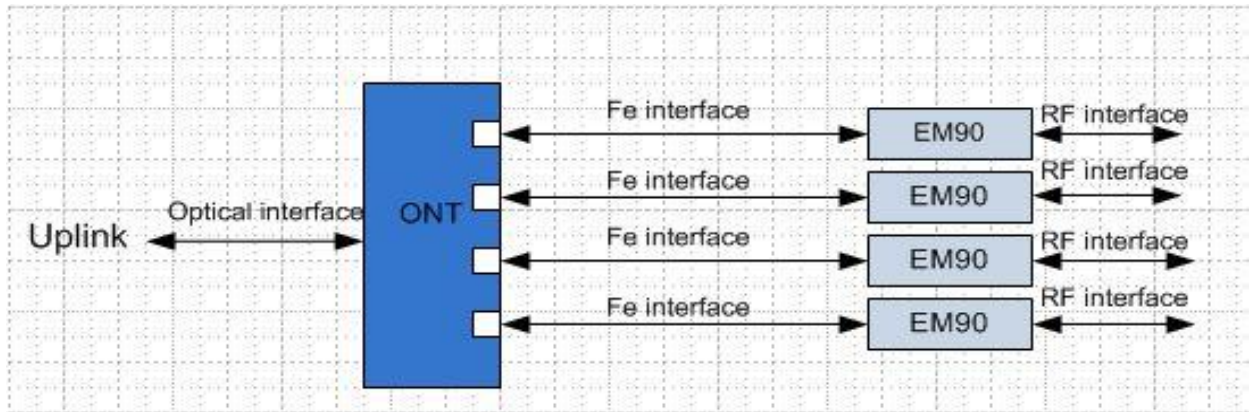 Fe interface
EM90
RF interface
Fe interface
EM90
RF interface
Optical interface
ONT
Uplink
Fe interface
EM90
RF interface
Fe interface
EM90
RF interface